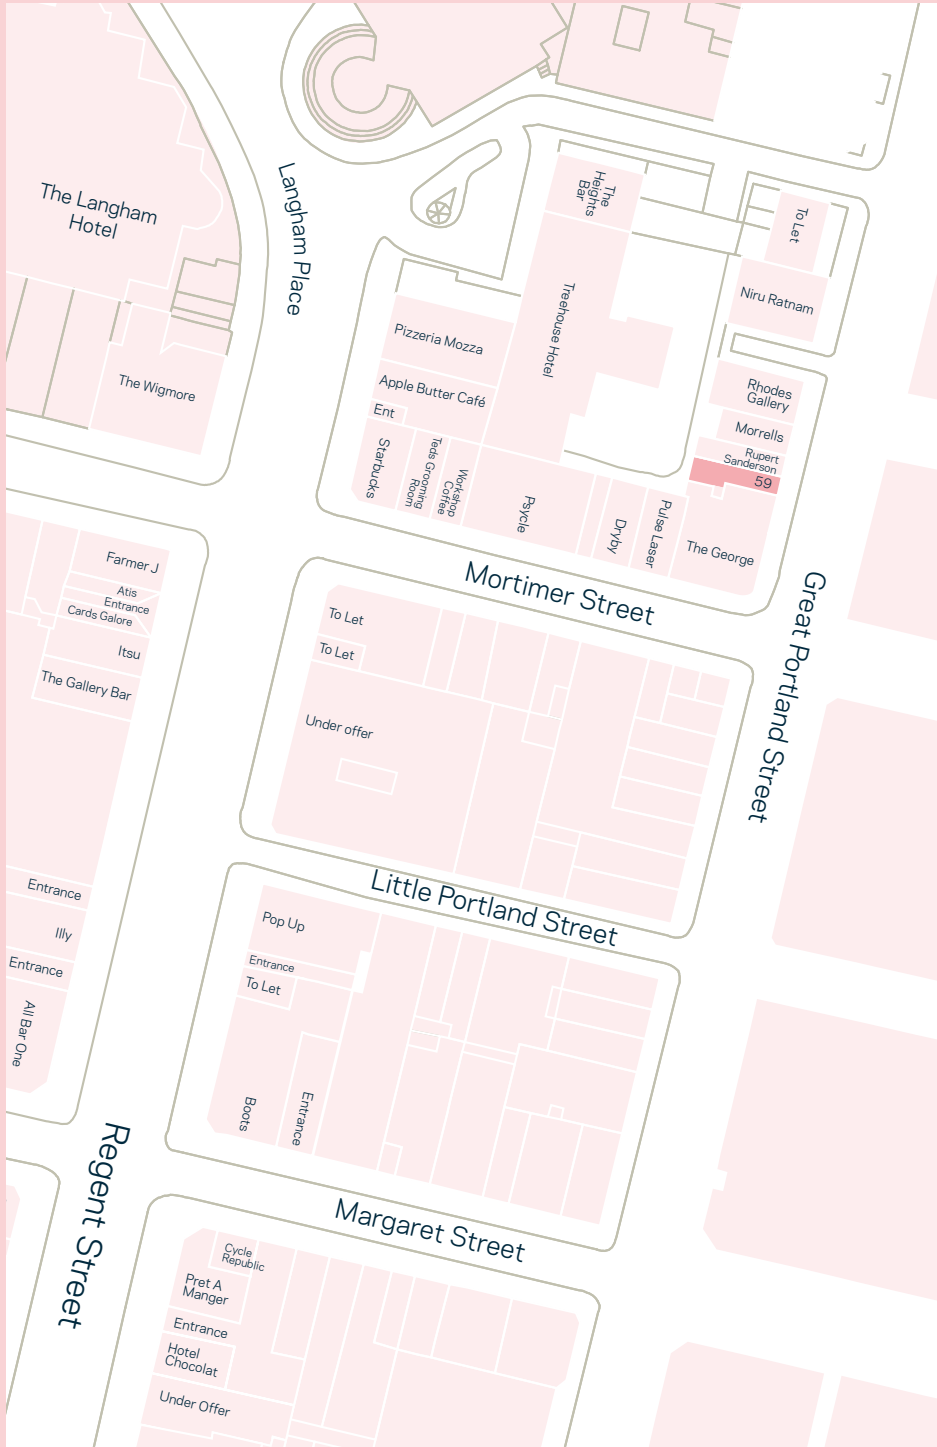 The Langham
Hotel
Langham Place
The Wigmore
The
Heights
Bar
To Let
Niru Ratnam
Treehouse Hotel
Pizzeria Mozza
Apple Butter Café
Ent
Starbucks
Teds Grooming
Room
Workshop
Coffee
Psycle
Dryby
Pulse Laser
Rhodes
Gallery
Morrells
Rupert
Sanderson
59
The George
Mortimer Street
Great Portland Street
Farmer J
Atis
Entrance
Cards Galore
Itsu
The Gallery Bar
To Let
To Let
Under offer
Entrance
Illy
Entrance
All Bar One
Little Portland Street
Pop Up
Entrance
To Let
Boots
Entrance
Regent Street
Margaret Street
Cycle
Republic
Pret A
Manger
Entrance
Hotel
Chocolat
Under Offer